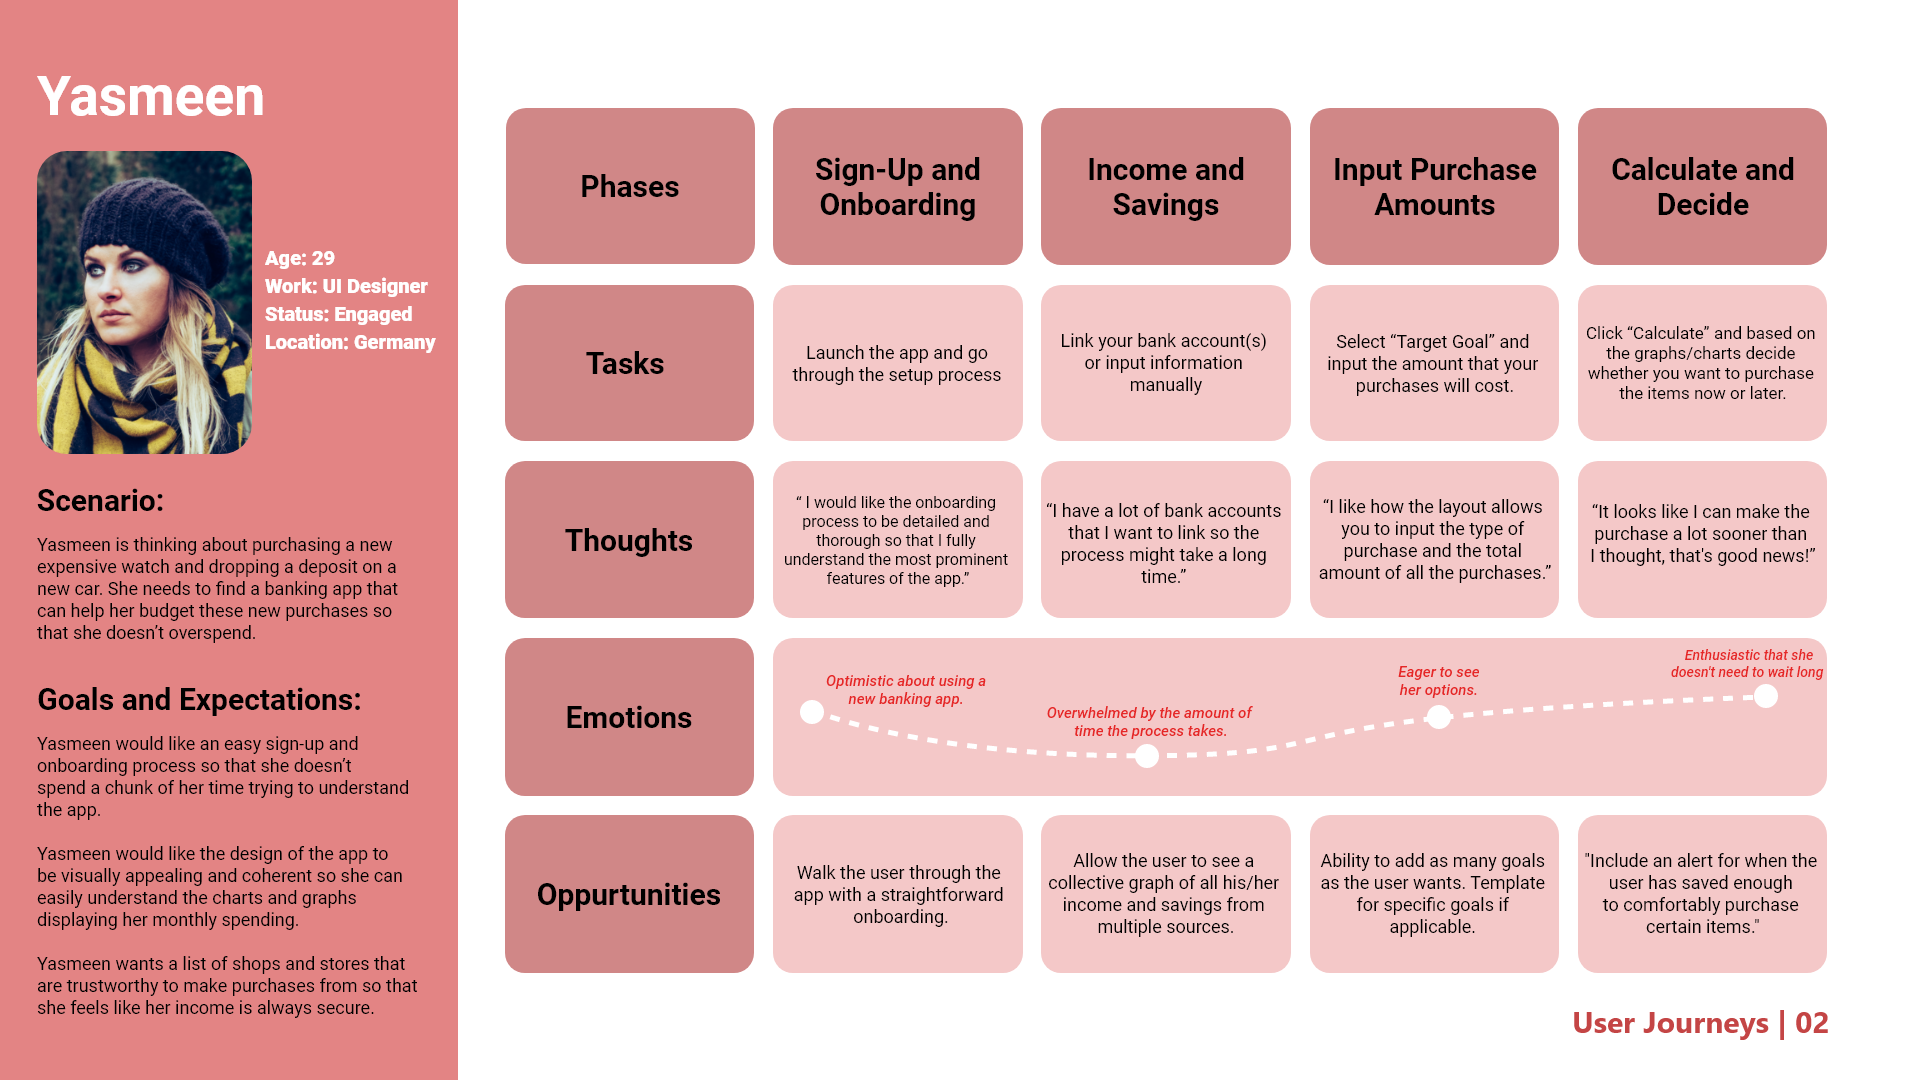 Yasmeen
Age: 29
Work: UI Designer
Status: Engaged
Location: Germany
Scenario:
Yasmeen is thinking about purchasing a new
expensive watch and dropping a deposit on a
new car. She needs to find a banking app that
can help her budget these new purchases so
that she doesn’t overspend.
Goals and Expectations:
Yasmeen would like an easy sign-up and
onboarding process so that she doesn’t
spend a chunk of her time trying to understand
the app.
Yasmeen would like the design of the app to
be visually appealing and coherent so she can
easily understand the charts and graphs
displaying her monthly spending.
Yasmeen wants a list of shops and stores that
are trustworthy to make purchases from so that
she feels like her income is always secure.
Phases
Sign-Up and
Onboarding
Income and
Savings
Input Purchase
Amounts
Calculate and
Decide
Tasks
Launch the app and go
through the setup process
Link your bank account(s)
or input information
manually
Select “Target Goal” and
input the amount that your
purchases will cost.
Click “Calculate” and based on
the graphs/charts decide
whether you want to purchase
the items now or later.
Thoughts
“ I would like the onboarding
process to be detailed and
thorough so that I fully
understand the most prominent
features of the app.”
“I have a lot of bank accounts
that I want to link so the
process might take a long
time.”
“I like how the layout allows
you to input the type of
purchase and the total
amount of all the purchases.”
“It looks like I can make the
purchase a lot sooner than
I thought, that's good news!”
Emotions
Optimistic about using a
new banking app.
Overwhelmed by the amount of
time the process takes.
Eager to see
her options.
Enthusiastic that she
doesn't need to wait long
Oppurtunities
Walk the user through the
app with a straightforward
onboarding.
Allow the user to see a
collective graph of all his/her
income and savings from
multiple sources.
Ability to add as many goals
as the user wants. Template
for specific goals if
applicable.
"Include an alert for when the
user has saved enough
to comfortably purchase
certain items."
User Journeys | 02